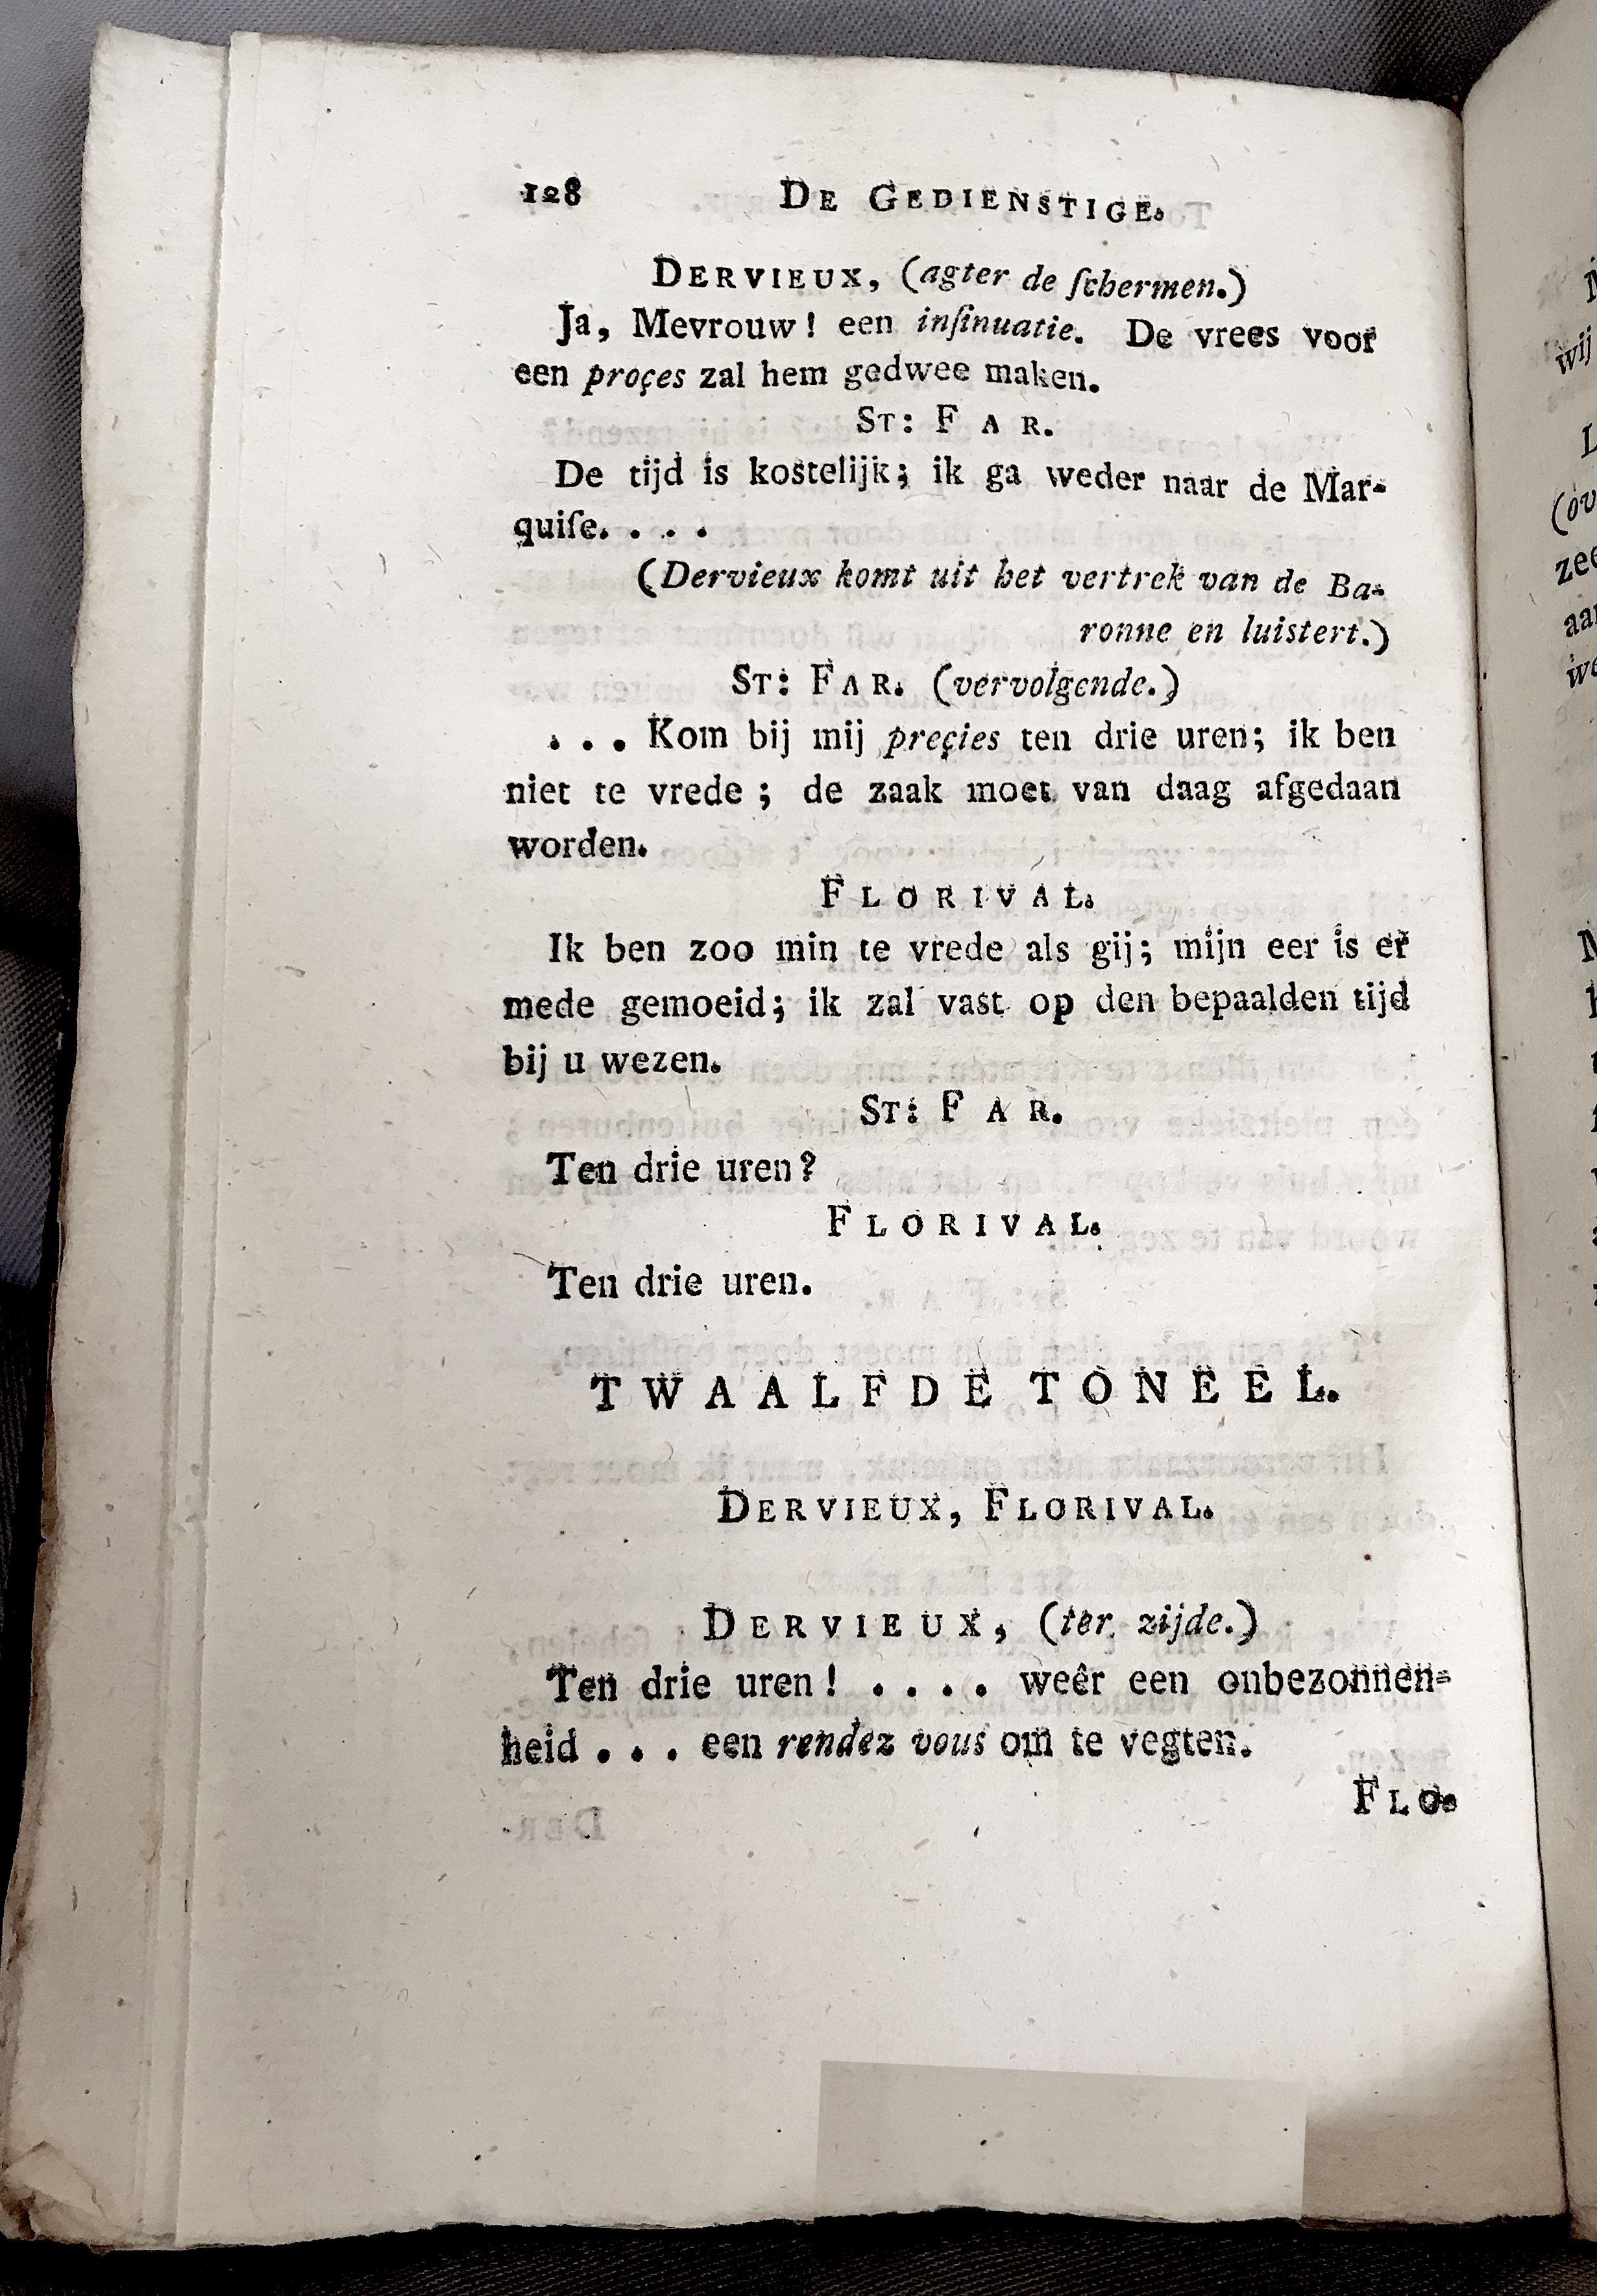 128 DE GEDIENSTIGE.
DERVIEUX, (agter de ſchermen.)
Ja, Mevrouw! een inſinuatie. De vrees voor
een proçes zal hem gedwee maken.
ST: FAR.
De tijd is kostelijk; ik ga weder naar de Mar-
quiſe. . . .
(Dervieux komt uit het vertrek van de Ba-
ronne en luistert.)
ST: FAR. (vervolgende.)
. . . Kom bij mij preçies ten drie uren; ik ben
niet te vrede; de zaak moet van daag afgedaan
worden.
FLORIVAL.
Ik ben zoo min te vrede als gij; mijn eer is er
mede gemoeid; ik zal vast op den bepaalden tijd
bij u wezen.
ST: FAR.
Ten drie uren?
FLORIVAL.
Ten drie uren.
TWAALFDE TONEEL.
DERVIEUX, FLORIVAL.
DERVIEUX, (ter zijde.)
Ten drie uren! . . . . weêr een onbezonnen-
heid . . . een rendez vous om te vegten.
FLO-